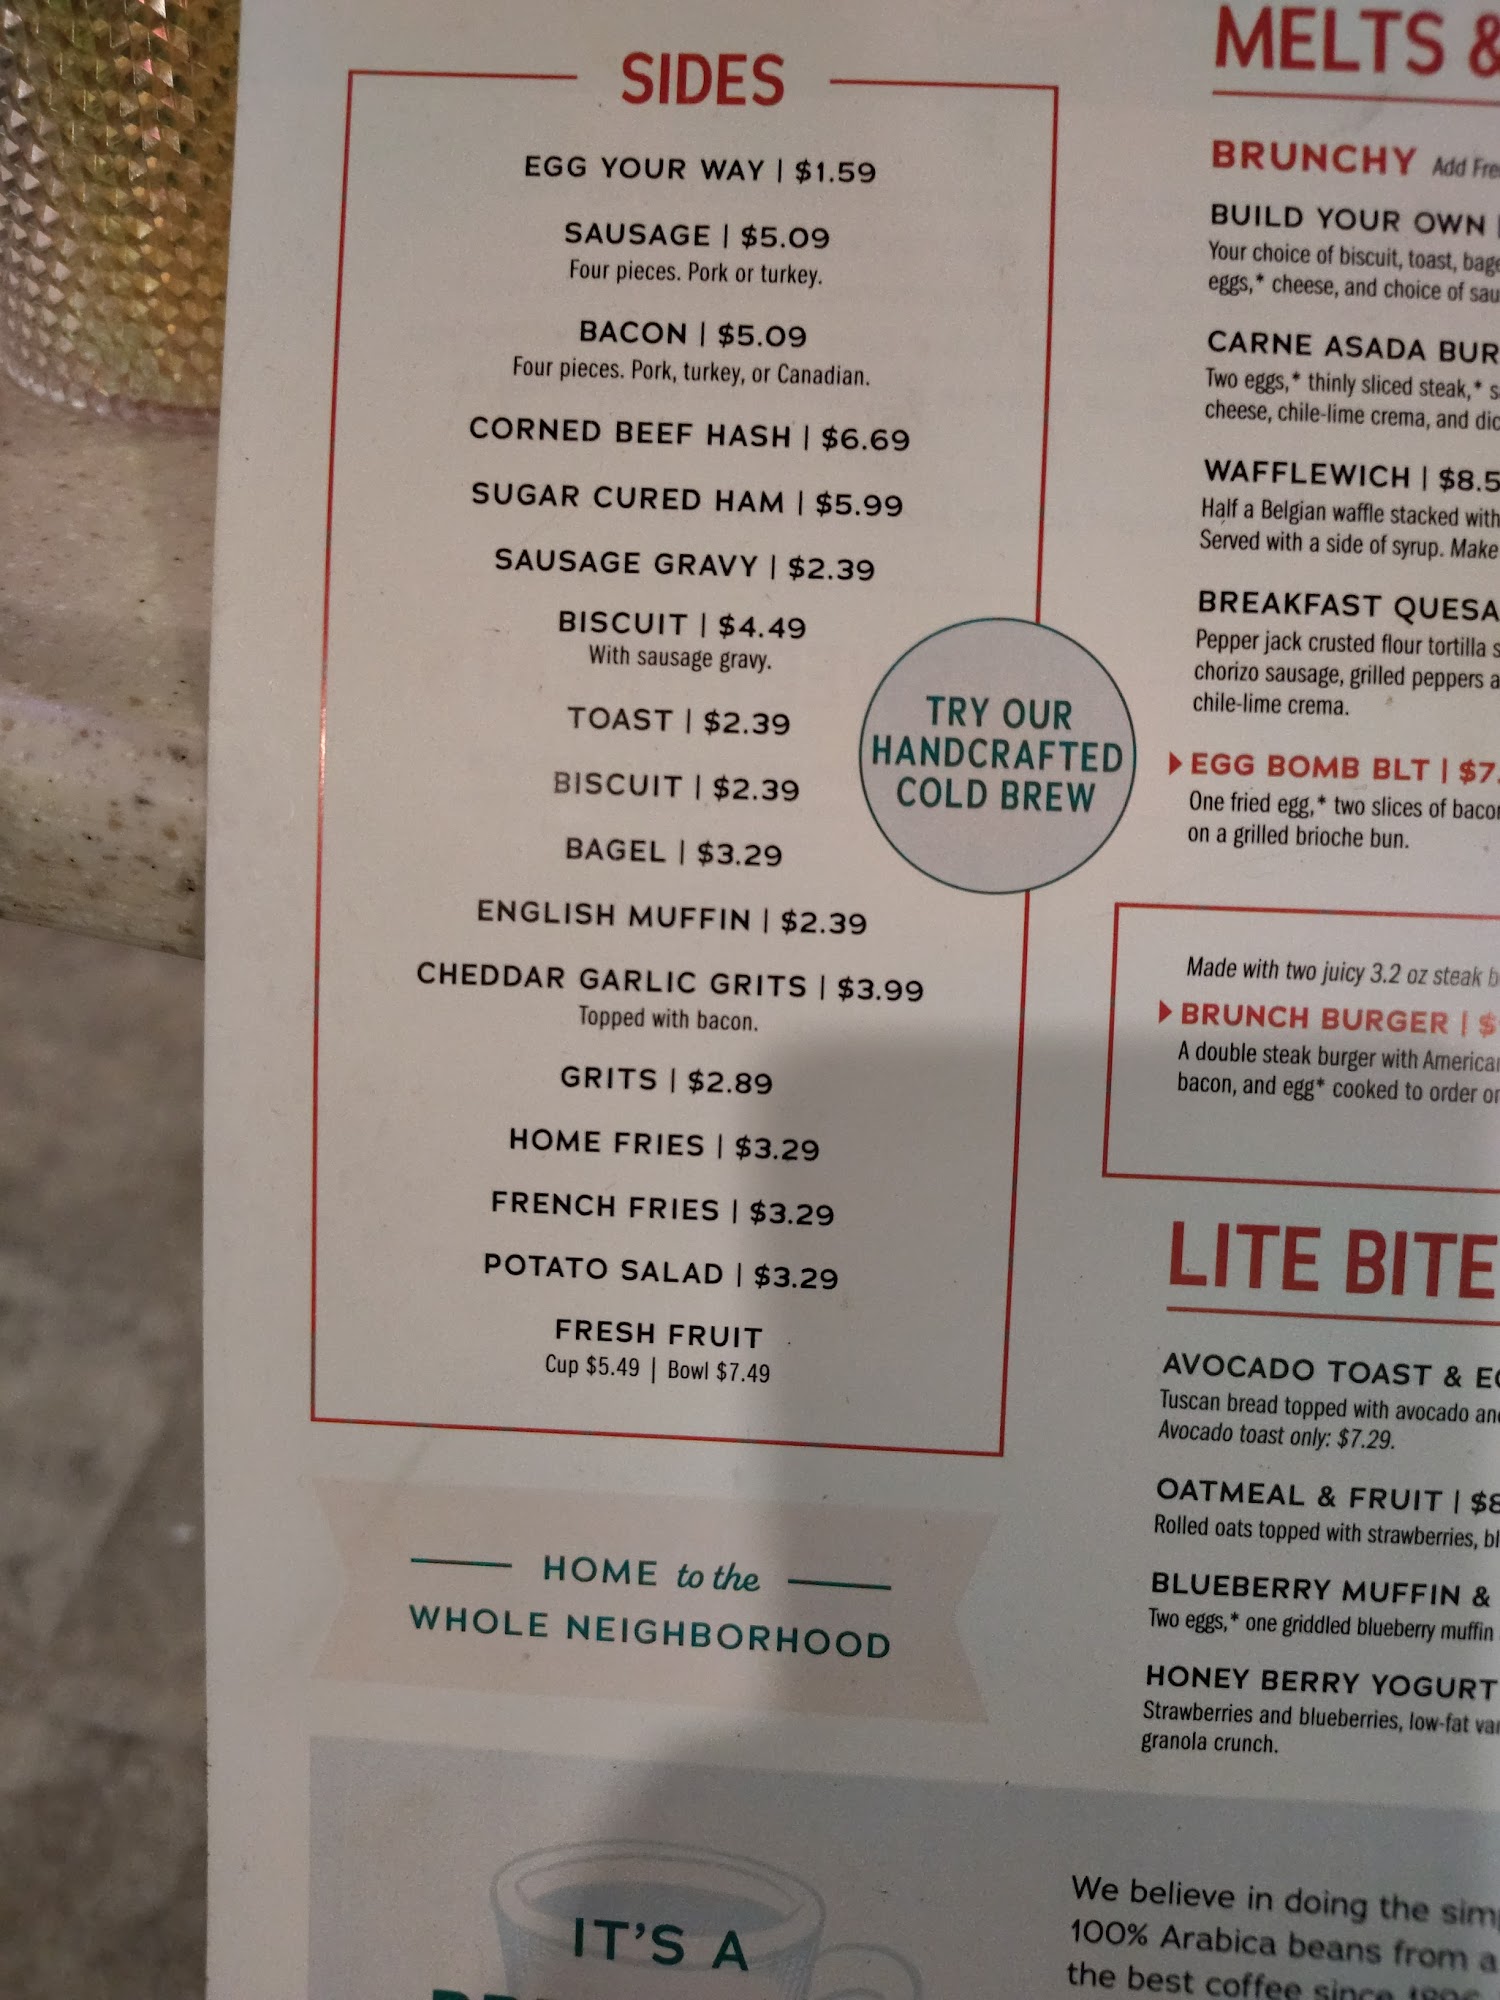 SIDES
EGG YOUR WAY | $1.59
SAUSAGE | $5.09
Four pieces. Pork or turkey.
BACON | $5.09
Four pieces. Pork, turkey, or Canadian.
CORNED BEEF HASH | $6.69
SUGAR CURED HAM | $5.99
SAUSAGE GRAVY | $2.39
BISCUIT | $4.49
With sausage gravy.
TOAST | $2.39
BISCUIT | $2.39
BAGEL | $3.29
ENGLISH MUFFIN | $2.39
CHEDDAR GARLIC GRITS | $3.99
Topped with bacon.
GRITS | $2.89
HOME FRIES | $3.29
FRENCH FRIES | $3.29
POTATO SALAD | $3.29
FRESH FRUIT
Cup $5.49 | Bowl $7.49
TRY OUR
HANDCRAFTED
COLD BREW
HOME to the
WHOLE NEIGHBORHOOD
IT'S A
MELTS &
BRUNCHY Add
BUILD YOUR OWN |
Your choice of biscuit, toast,
eggs,* cheese, and choice of
CARNE ASADA
Two eggs,* thinly sliced steak,*
cheese, chile-lime crema, and
WAFFLEWICH | $8.5
Half a Belgian waffle stacked with
Served with a side of syrup. Make
BREAKFAST
Pepper jack crusted flour tortilla
chorizo sausage, grilled peppers
chile-lime crema.
EGG BOMB BLT | $7.
One fried egg,* two slices of
on a grilled brioche bun.
Made with two juicy 3.2 oz steak
BRUNCH BURGER | $
A double steak burger with
bacon, and egg* cooked to order
LITE
AVOCADO TOAST &
Tuscan bread topped with avocado
Avocado toast only: $7.29.
OATMEAL & FRUIT | $8
Rolled oats topped with strawberries,
BLUEBERRY MUFFIN &
Two eggs,* one griddled blueberry muffin
HONEY BERRY YOGURT
Strawberries and blueberries, low-fat
granola crunch.
We believe in doing the
100% Arabica beans from
the best coffee since